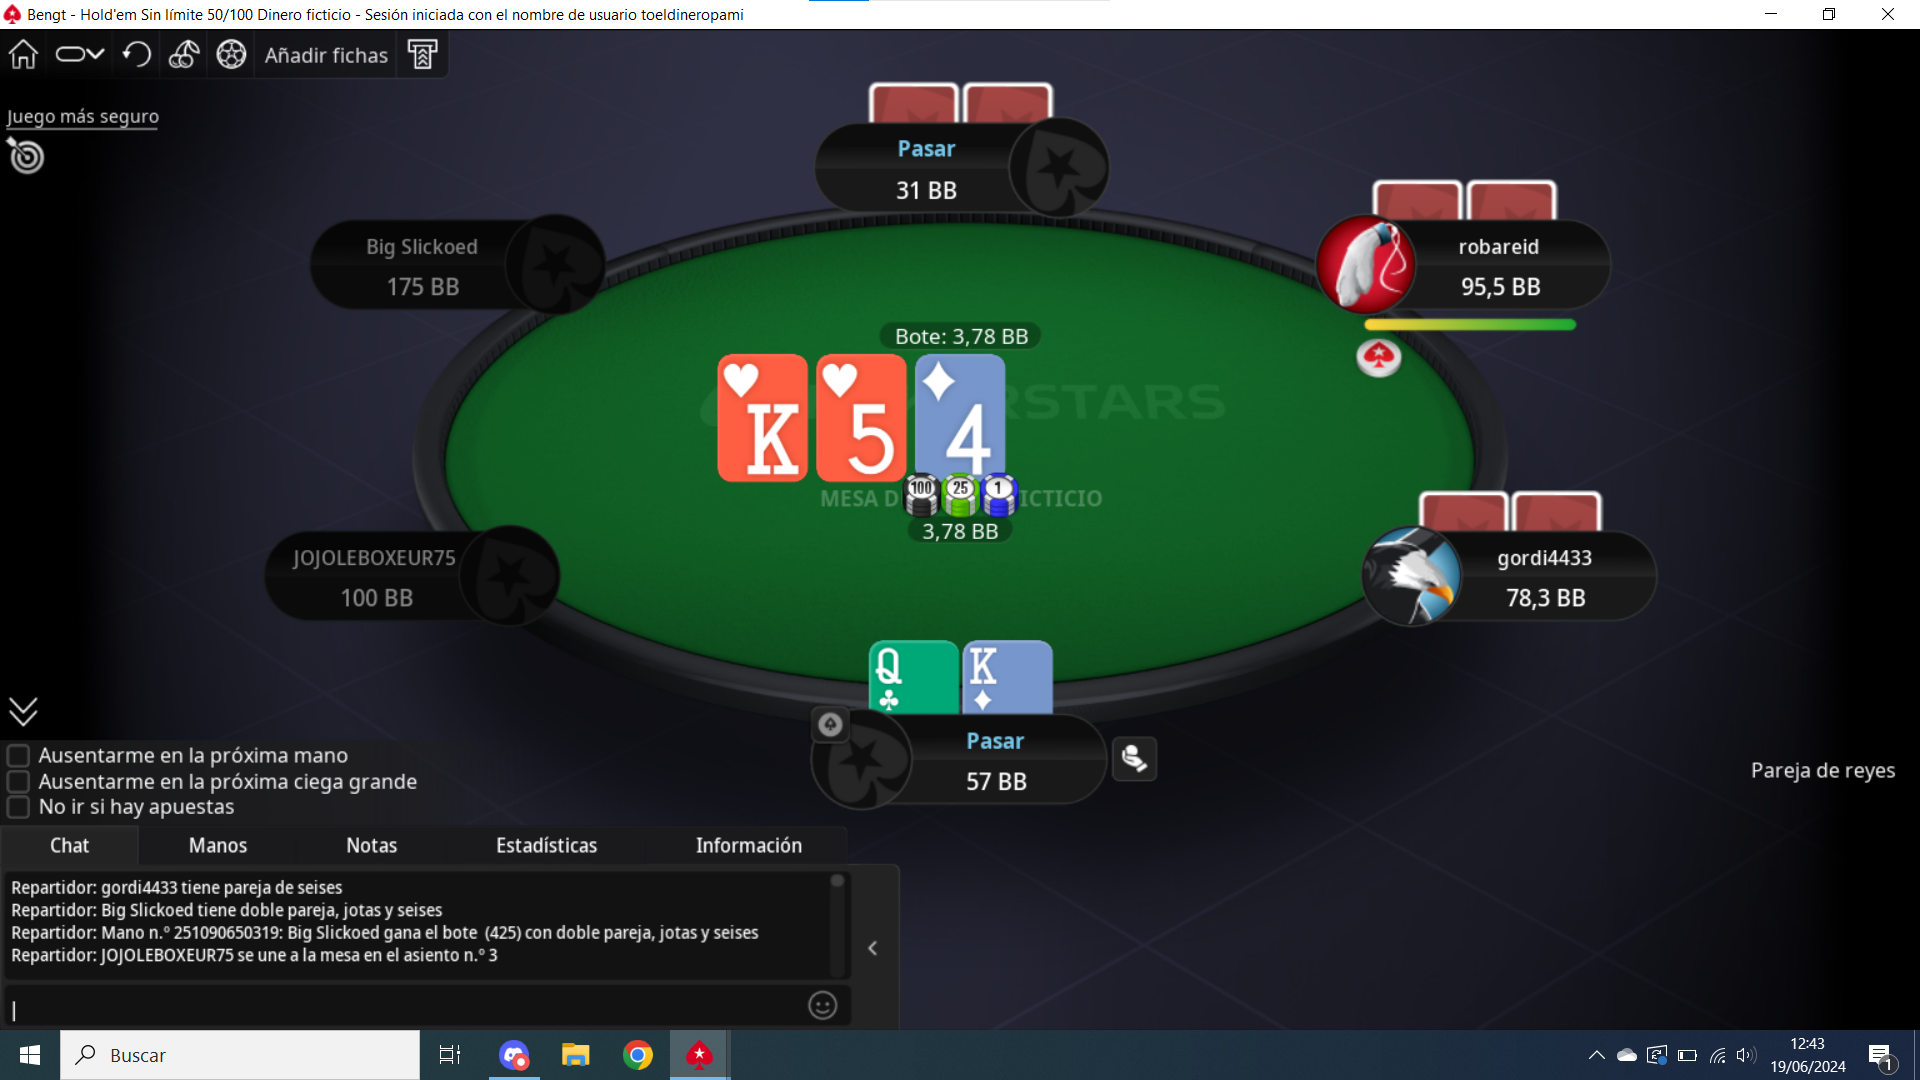 Bengt - Hold'em Sin límite 50/100 Dinero ficticio - Sesión iniciada con el nombre de usuario toeldineropami
Añadir fichas
Juego más seguro
Pasar
31 BB
Big Slickoed
175 BB
robareid
95,5 BB
Bote: 3,78 BB
K
5
4
RSTARS
100
25
1
MESA D
ICTICIO
3,78 BB
JOJOLEBOXEUR75
100 BB
gordi4433
78,3 BB
Q
K
Pasar
57 BB
Ausentarme en la próxima mano
Ausentarme en la próxima ciega grande
No ir si hay apuestas
Pareja de reyes
Chat
Manos
Notas
Estadísticas
Información
Repartidor: gordi4433 tiene pareja de seises
Repartidor: Big Slickoed tiene doble pareja, jotas y seises
Repartidor: Mano n.º 251090650319: Big Slickoed gana el bote (425) con doble pareja, jotas y seises
Repartidor: JOJOLEBOXEUR75 se une a la mesa en el asiento n.º 3
Buscar
12:43
19/06/2024
1